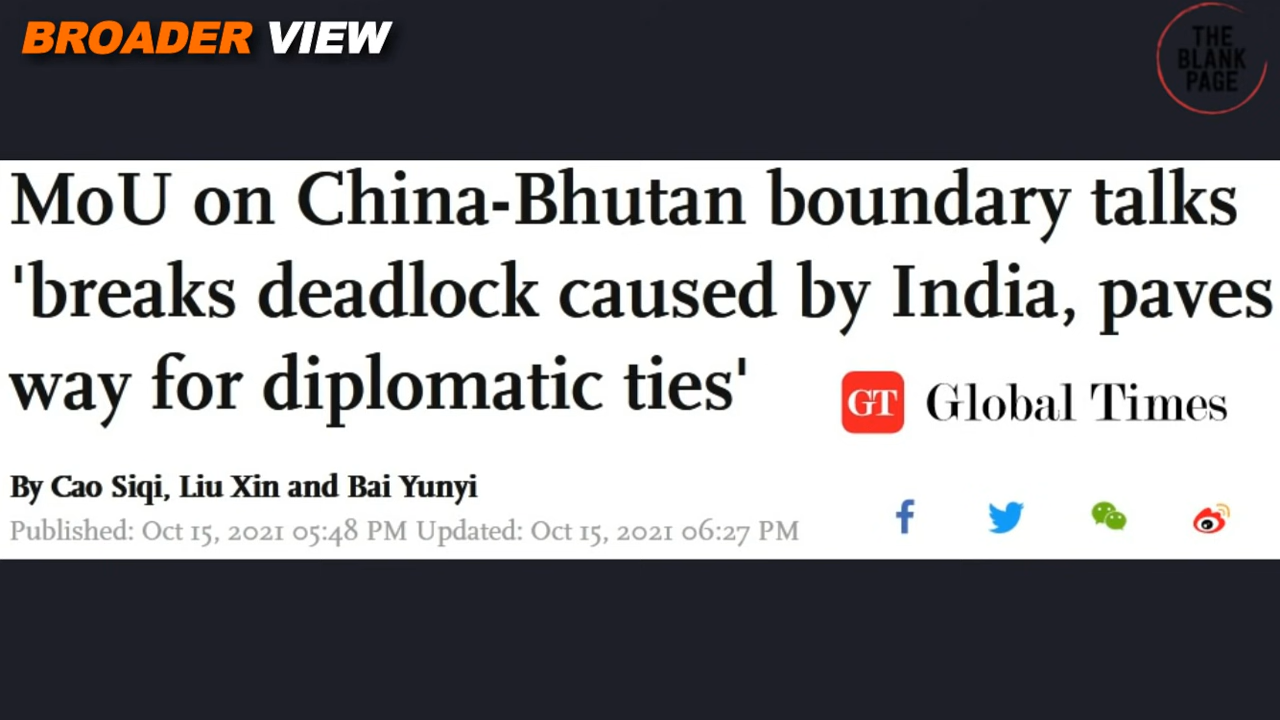 BROADER VIEW
THE
BLANK
PAGE
MoU on China-Bhutan boundary talks
'breaks deadlock caused by India, paves
way for diplomatic ties'
GT Global Times
By Cao Siqi, Liu Xin and Bai Yunyi
Published: Oct 15, 2021 05:48 PM Updated: Oct 15, 2021 06:27 PM